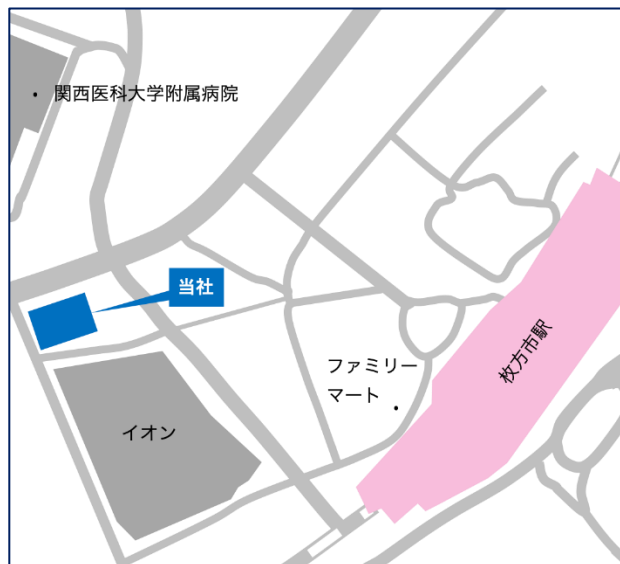 関西医科大学附属病院
当社
ファミリー
マート
枚方市駅
イオン